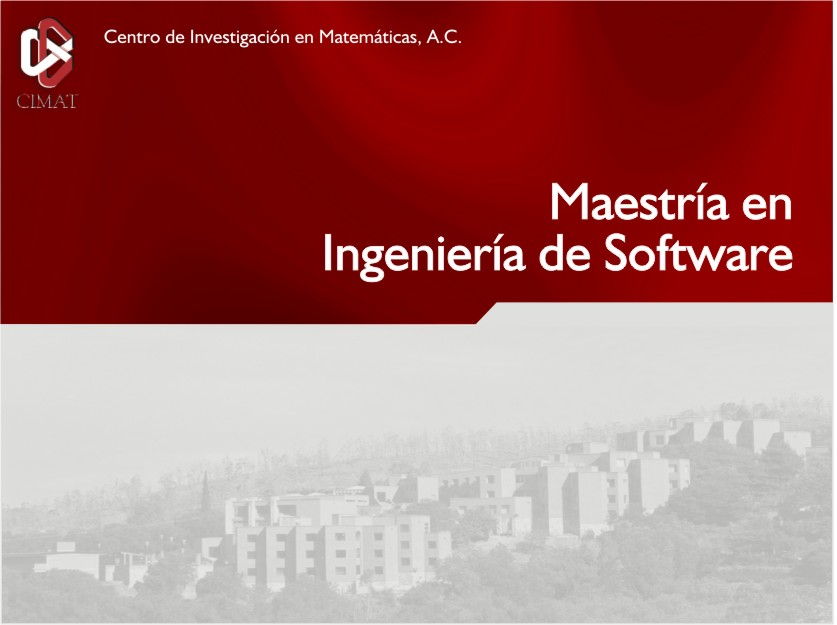 Centro de Investigación en Matemáticas, A.C.
CIMAT
Maestría en
Ingeniería de Software